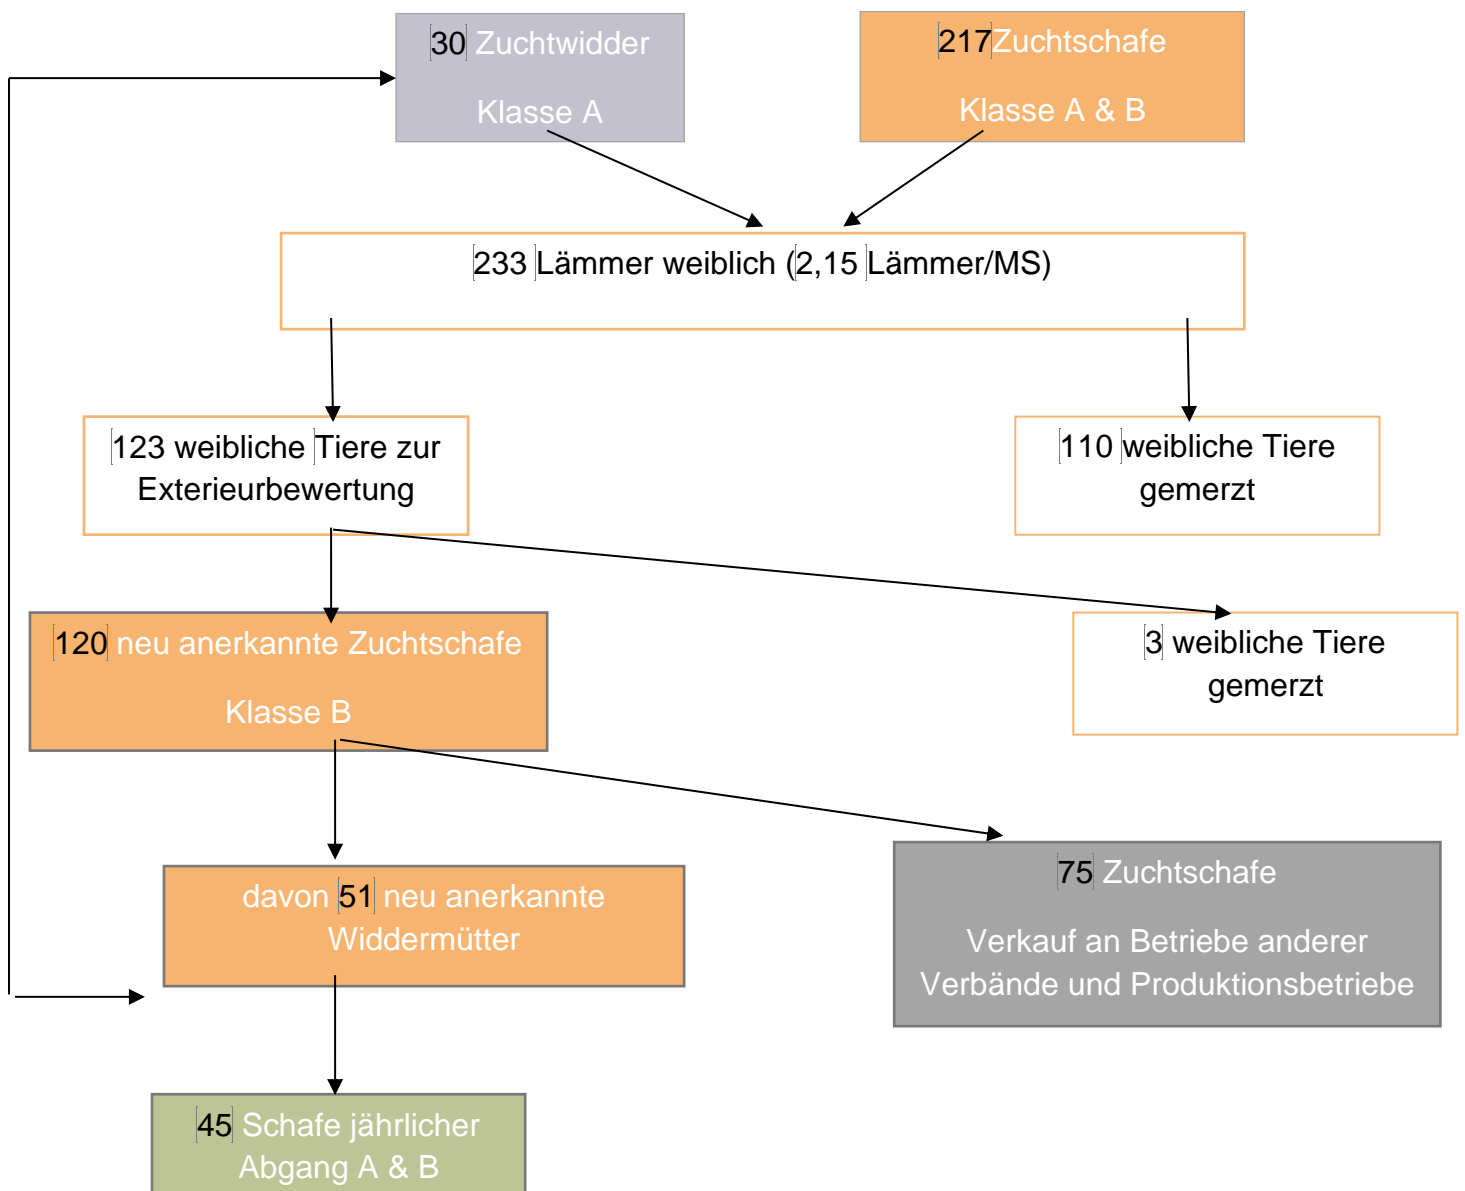 [30] Zuchtwidder
Klasse A
[217]Zuchtschafe
Klasse A & B
[233 ]Lämmer weiblich ([2,15 ]Lämmer/MS)
[123 weibliche ]Tiere zur
Exterieurbewertung
[110 ]weibliche Tiere
gemerzt
[120] neu anerkannte Zuchtschafe
Klasse B
[3] weibliche Tiere
gemerzt
davon [51] neu anerkannte
Widdermütter
[75] Zuchtschafe
Verkauf an Betriebe anderer
Verbände und Produktionsbetriebe
[45] Schafe jährlicher
Abgang A & B